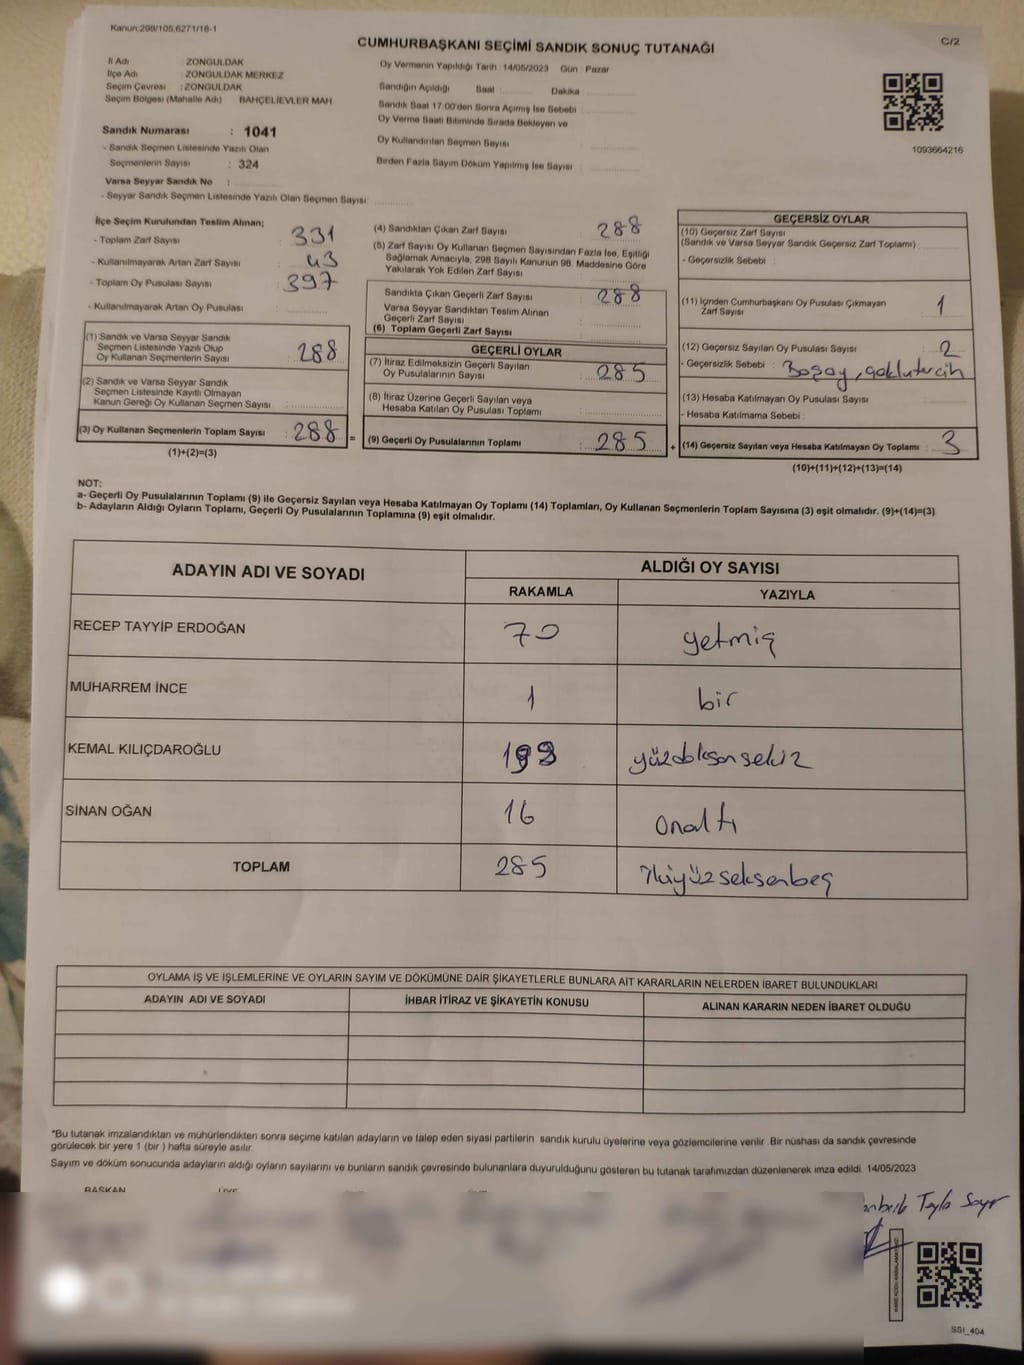 Kanun:298/105,6271/18-1
C/2
CUMHURBAŞKANI SEÇİMİ SANDIK SONUÇ TUTANAĞI
İl Adı ZONGULDAK
İlçe Adı : ZONGULDAK MERKEZ
Seçim Çevresi : ZONGULDAK
Seçim Bölgesi (Mahalle Adı) : BAHÇELİEVLER MAH.
Sandık Numarası : 1041
- Sandık Seçmen Listesinde Yazılı Olan
Seçmenlerin Sayısı : 324
Varsa Seyyar Sandık No :
- Seyyar Sandık Seçmen Listesinde Yazılı Olan Seçmen Sayısı:
Oy Vermenin Yapıldığı Tarih : 14/05/2023 Gün : Pazar
Sandığın Açıldığı Saat : Dakika :
Sandık Saat 17:00'den Sonra Açımış İse Sebebi :
Oy Verme Saati Bitiminde Sırada Bekleyen ve
Oy Kullandırılan Seçmen Sayısı :
Birden Fazla Sayım Döküm Yapılmış İse Sayısı :
1093664216
İlçe Seçim Kurulundan Teslim Alınan;
- Toplam Zarf Sayısı : 331
- Kullanılmayarak Artan Zarf Sayısı : 43
- Toplam Oy Pusulası Sayısı : 397
- Kullanılmayarak Artan Oy Pusulası :
(1) Sandık ve Varsa Seyyar Sandık
Seçmen Listesinde Yazılı Olup
Oy Kullanan Seçmenlerin Sayısı : 288
(2) Sandık ve Varsa Seyyar Sandık
Seçmen Listesinde Kayıtlı Olmayan
Kanun Gereği Oy Kullanan Seçmen Sayısı :
(3) Oy Kullanan Seçmenlerin Toplam Sayısı : 288 =
(1)+(2)=(3)
(4) Sandıktan Çıkan Zarf Sayısı : 288
(5) Zarf Sayısı Oy Kullanan Seçmen Sayısından Fazla İse, Eşitliği
Sağlamak Amacıyla, 298 Sayılı Kanunun 98. Maddesine Göre
Yakılarak Yok Edilen Zarf Sayısı :
Sandıkta Çıkan Geçerli Zarf Sayısı : 288
Varsa Seyyar Sandıktan Teslim Alınan
Geçerli Zarf Sayısı :
(6) Toplam Geçerli Zarf Sayısı :
GEÇERLİ OYLAR
(7) İtiraz Edilmeksizin Geçerli Sayılan
Oy Pusulalarının Sayısı : 285
(8) İtiraz Üzerine Geçerli Sayılan veya
Hesaba Katılan Oy Pusulası Toplamı :
(9) Geçerli Oy Pusulalarının Toplamı : 285 +
GEÇERSİZ OYLAR
(10) Geçersiz Zarf Sayısı
(Sandık ve Varsa Seyyar Sandık Geçersiz Zarf Toplamı) :
- Geçersizlik Sebebi :
(11) İçinden Cumhurbaşkanı Oy Pusulası Çıkmayan
Zarf Sayısı : 1
(12) Geçersiz Sayılan Oy Pusulası Sayısı : 2
- Geçersizlik Sebebi : Boşoy, çoklutercih
(13) Hesaba Katılmayan Oy Pusulası Sayısı :
- Hesaba Katılmama Sebebi :
(14) Geçersiz Sayılan veya Hesaba Katılmayan Oy Toplamı : 3
(10)+(11)+(12)+(13)=(14)
NOT:
a- Geçerli Oy Pusulalarının Toplamı (9) ile Geçersiz Sayılan veya Hesaba Katılmayan Oy Toplamı (14) Toplamları, Oy Kullanan Seçmenlerin Toplam Sayısına (3) eşit olmalıdır. (9)+(14)=(3)
b- Adayların Aldığı Oyların Toplamı, Geçerli Oy Pusulalarının Toplamına (9) eşit olmalıdır.
ADAYIN ADI VE SOYADI ALDIĞI OY SAYISI
RAKAMLA YAZIYLA
RECEP TAYYİP ERDOĞAN 70 yetmiş
MUHARREM İNCE 1 bir
KEMAL KILIÇDAROĞLU 198 yüzdoksansekiz
SİNAN OĞAN 16 onaltı
TOPLAM 285 ikiyüzseksenbeş
OYLAMA İŞ VE İŞLEMLERİNE VE OYLARIN SAYIM VE DÖKÜMÜNE DAİR ŞİKAYETLERLE BUNLARA AİT KARARLARIN NELERDEN İBARET BULUNDUKLARI
ADAYIN ADI VE SOYADI İHBAR İTİRAZ VE ŞİKAYETİN KONUSU ALINAN KARARIN NEDEN İBARET OLDUĞU
*Bu tutanak imzalandıktan ve mühürlendikten sonra seçime katılan adayların ve talep eden siyasi partilerin sandık kurulu üyelerine veya gözlemcilerine verilir .Bir nüshası da sandık çevresinde
görülecek bir yere 1 (bir ) hafta süreyle asılır.
Sayım ve döküm sonucunda adayların aldığı oyların sayılarını ve bunların sandık çevresinde bulunanlara duyurulduğunu gösteren bu tutanak tarafımızdan düzenlenerek imza edildi. 14/05/2023
BAŞKAN ÜYE
SSI_404